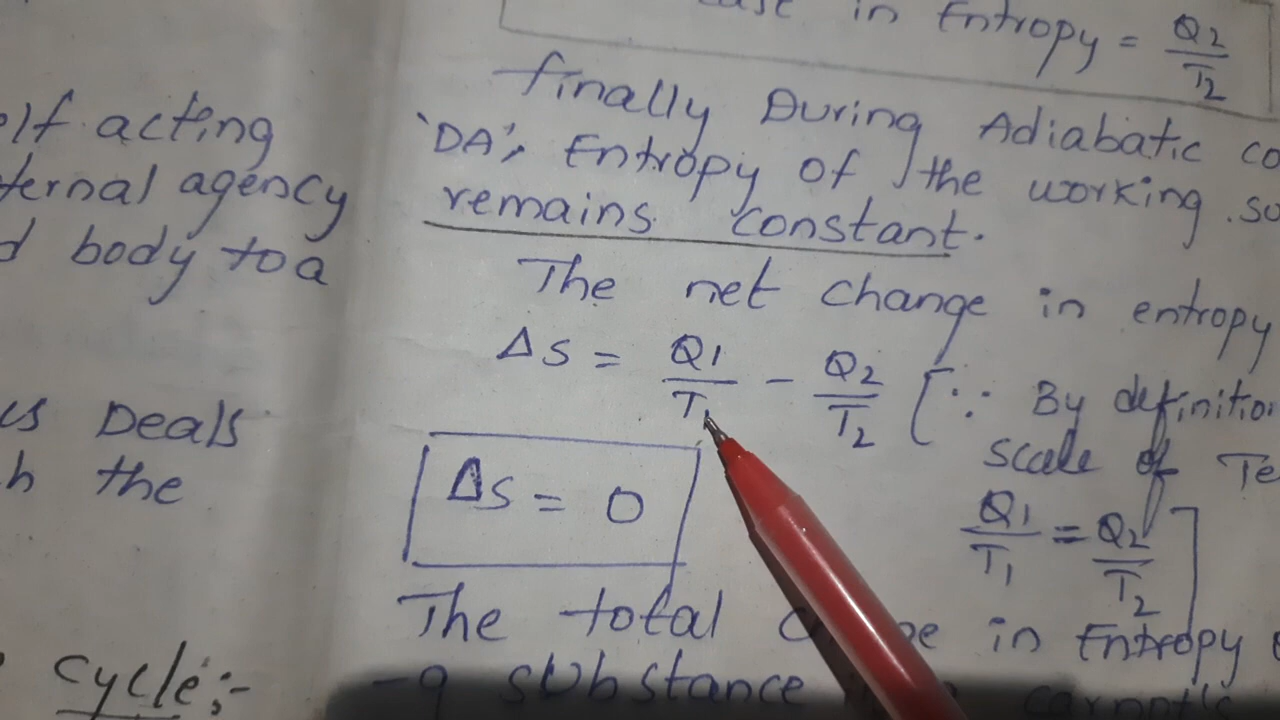 in Entropy = Q2/T2
finally During Adiabatic
'DA', Entropy of the working
remains constant.
The net change in entropy
ΔS = Q1/T1 - Q2/T2 [∵ By definition
scale of
ΔS = 0
Q1/T1 = Q2/T2]
The total in Entropy
substance
acting
agency
body to a
Deals
the
cycle:-